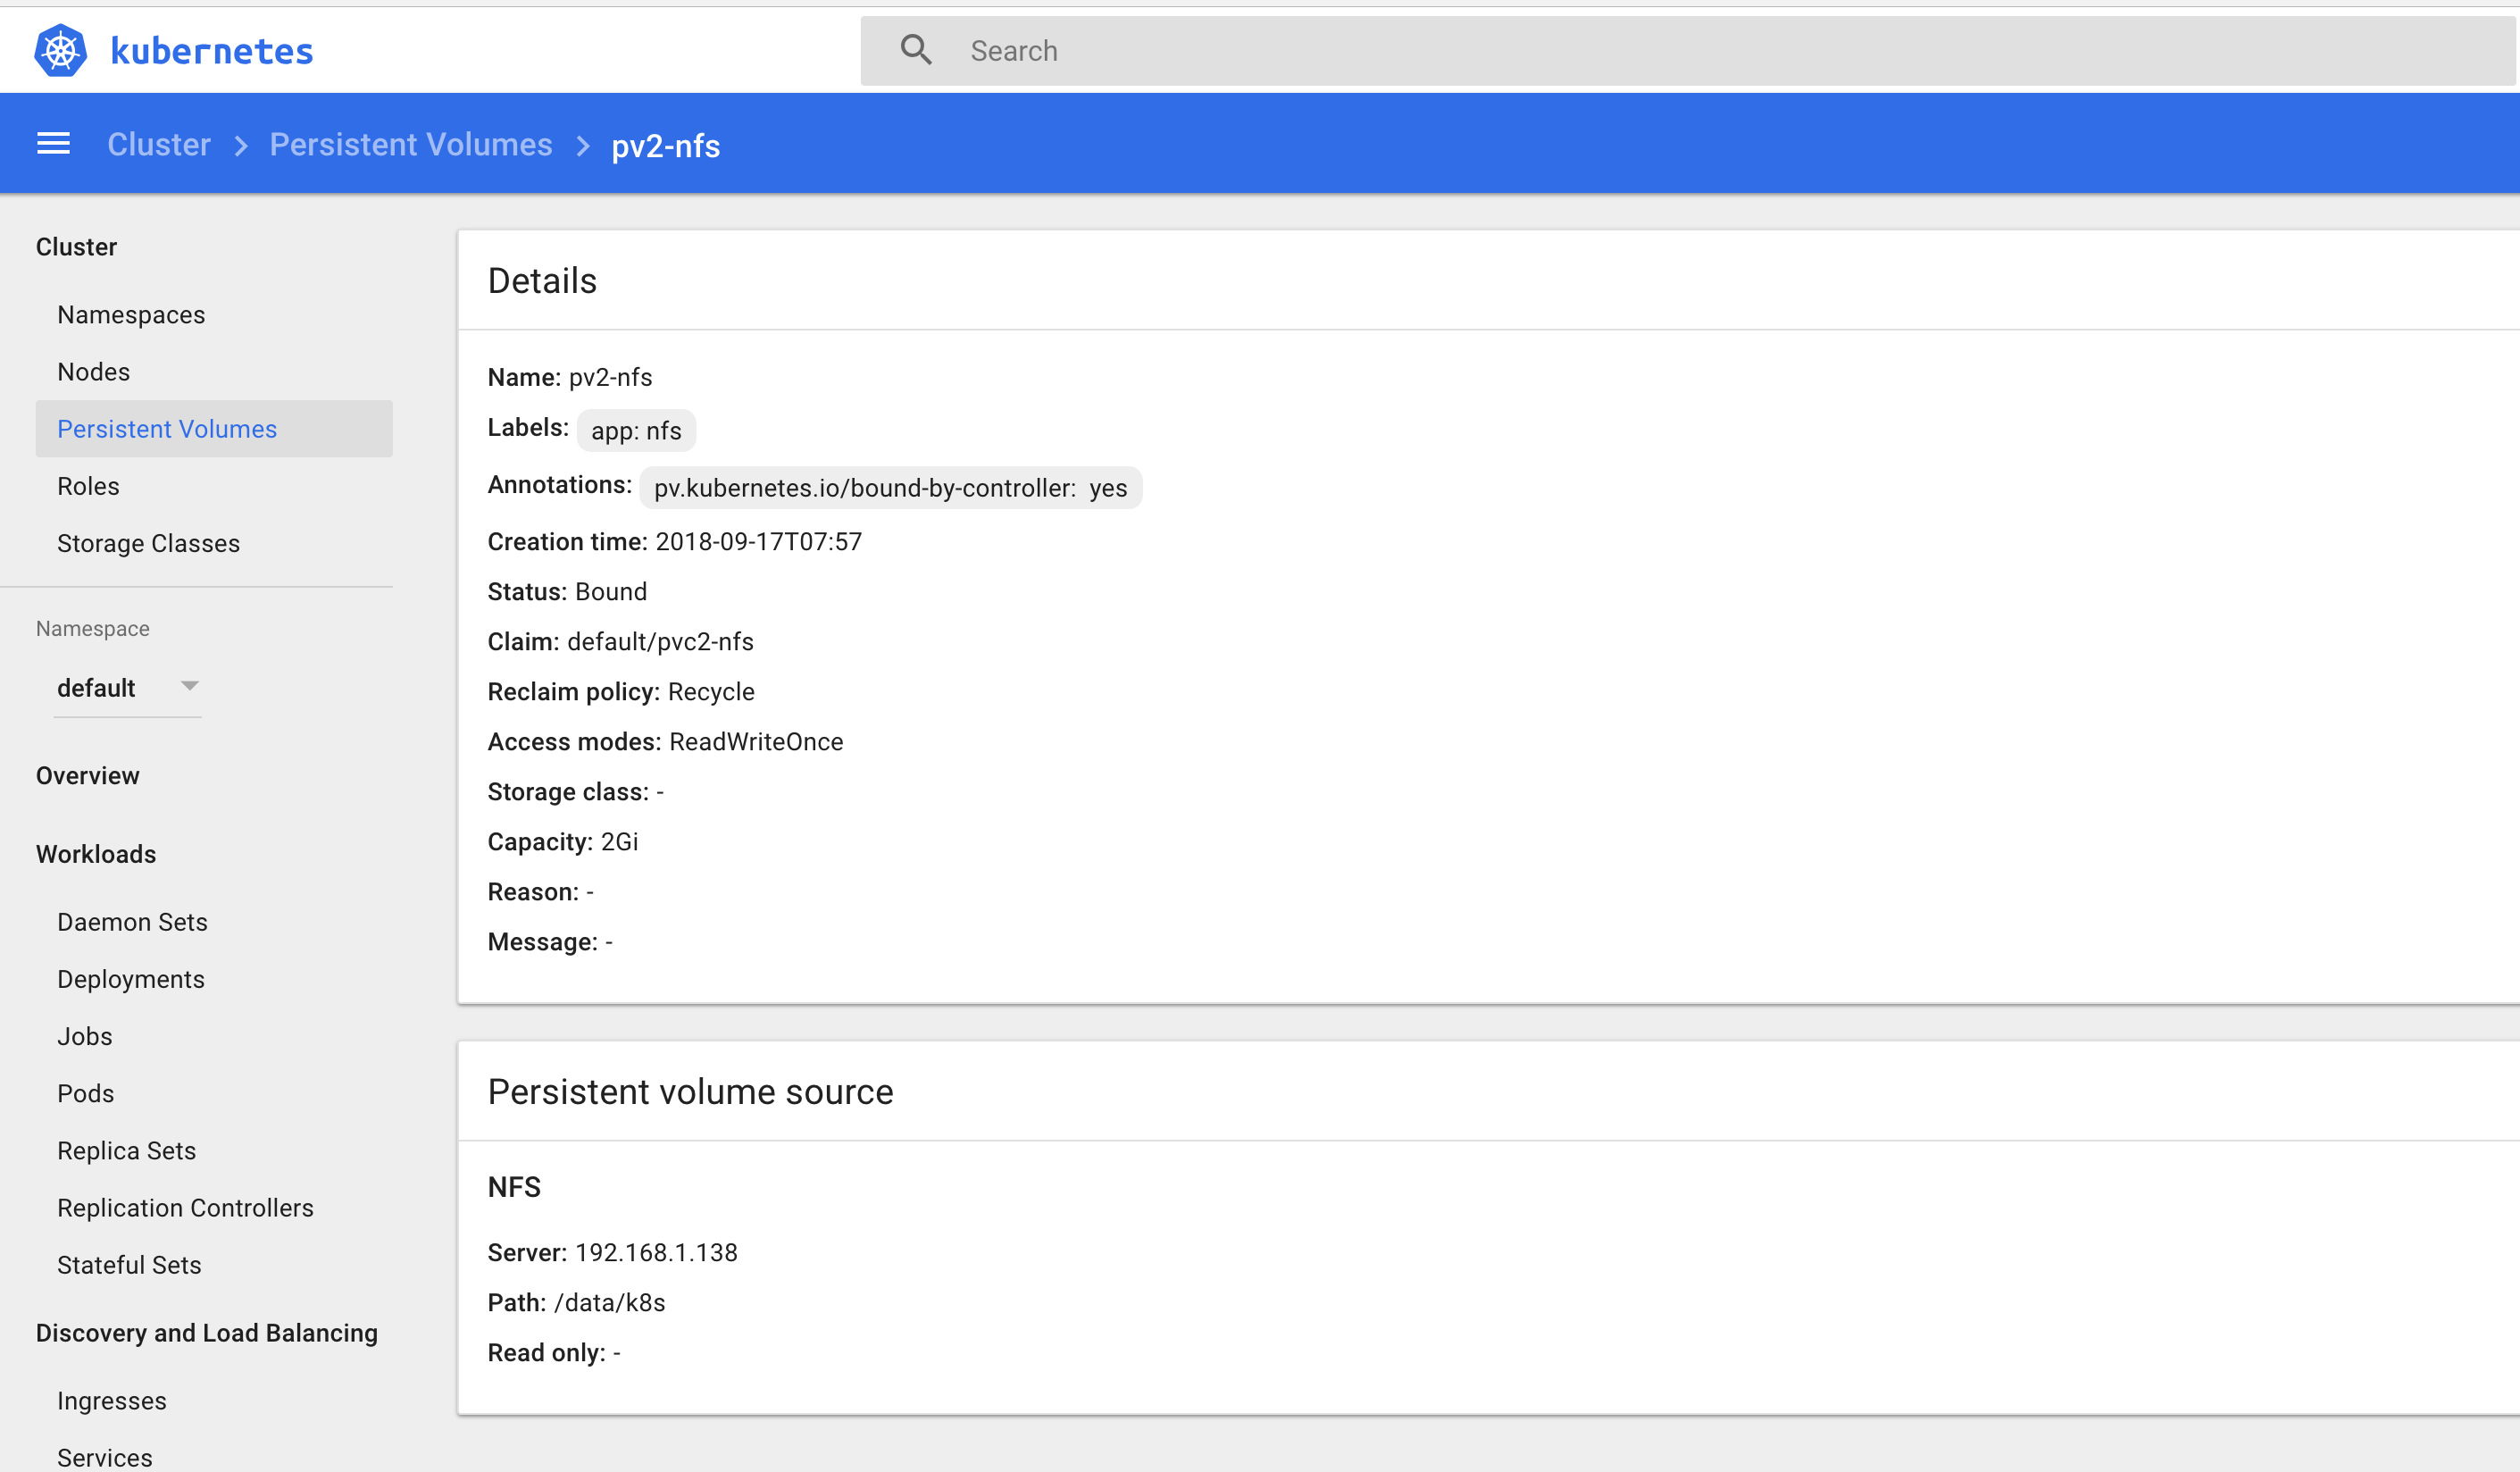 kubernetes
Search
Cluster > Persistent Volumes > pv2-nfs
Cluster
Namespaces
Nodes
Persistent Volumes
Roles
Storage Classes
Namespace
default
Overview
Workloads
Daemon Sets
Deployments
Jobs
Pods
Replica Sets
Replication Controllers
Stateful Sets
Discovery and Load Balancing
Ingresses
Services
Details
Name: pv2-nfs
Labels: app: nfs
Annotations: pv.kubernetes.io/bound-by-controller: yes
Creation time: 2018-09-17T07:57
Status: Bound
Claim: default/pvc2-nfs
Reclaim policy: Recycle
Access modes: ReadWriteOnce
Storage class: -
Capacity: 2Gi
Reason: -
Message: -
Persistent volume source
NFS
Server: 192.168.1.138
Path: /data/k8s
Read only: -